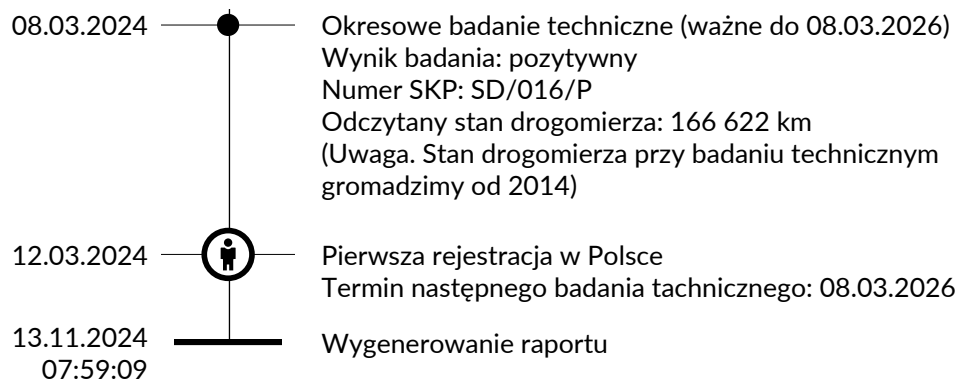 08.03.2024 Okresowe badanie techniczne (ważne do 08.03.2026)
Wynik badania: pozytywny
Numer SKP: SD/016/P
Odczytany stan drogomierza: 166 622 km
(Uwaga. Stan drogomierza przy badaniu technicznym
gromadzimy od 2014)
12.03.2024 Pierwsza rejestracja w Polsce
Termin następnego badania tachnicznego: 08.03.2026
13.11.2024 Wygenerowanie raportu
07:59:09